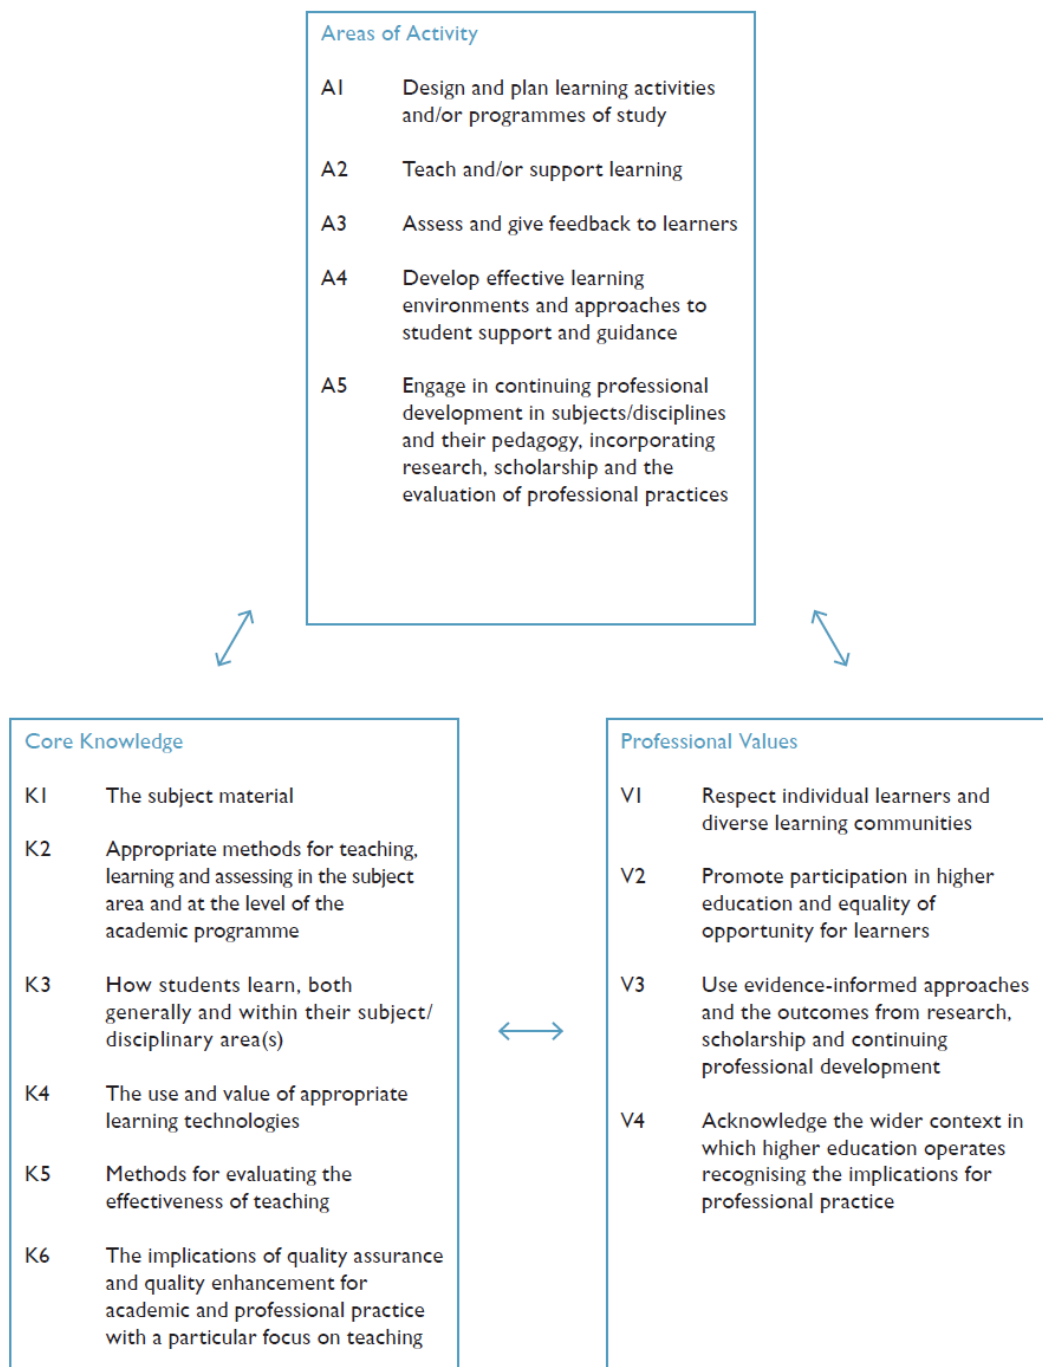 Areas of Activity
A1 Design and plan learning activities
and/or programmes of study
A2 Teach and/or support learning
A3 Assess and give feedback to learners
A4 Develop effective learning
environments and approaches to
student support and guidance
A5 Engage in continuing professional
development in subjects/disciplines
and their pedagogy, incorporating
research, scholarship and the
evaluation of professional practices
Core Knowledge
K1 The subject material
K2 Appropriate methods for teaching,
learning and assessing in the subject
area and at the level of the
academic programme
K3 How students learn, both
generally and within their subject/
disciplinary area(s)
K4 The use and value of appropriate
learning technologies
K5 Methods for evaluating the
effectiveness of teaching
K6 The implications of quality assurance
and quality enhancement for
academic and professional practice
with a particular focus on teaching
Professional Values
V1 Respect individual learners and
diverse learning communities
V2 Promote participation in higher
education and equality of
opportunity for learners
V3 Use evidence-informed approaches
and the outcomes from research,
scholarship and continuing
professional development
V4 Acknowledge the wider context in
which higher education operates
recognising the implications for
professional practice